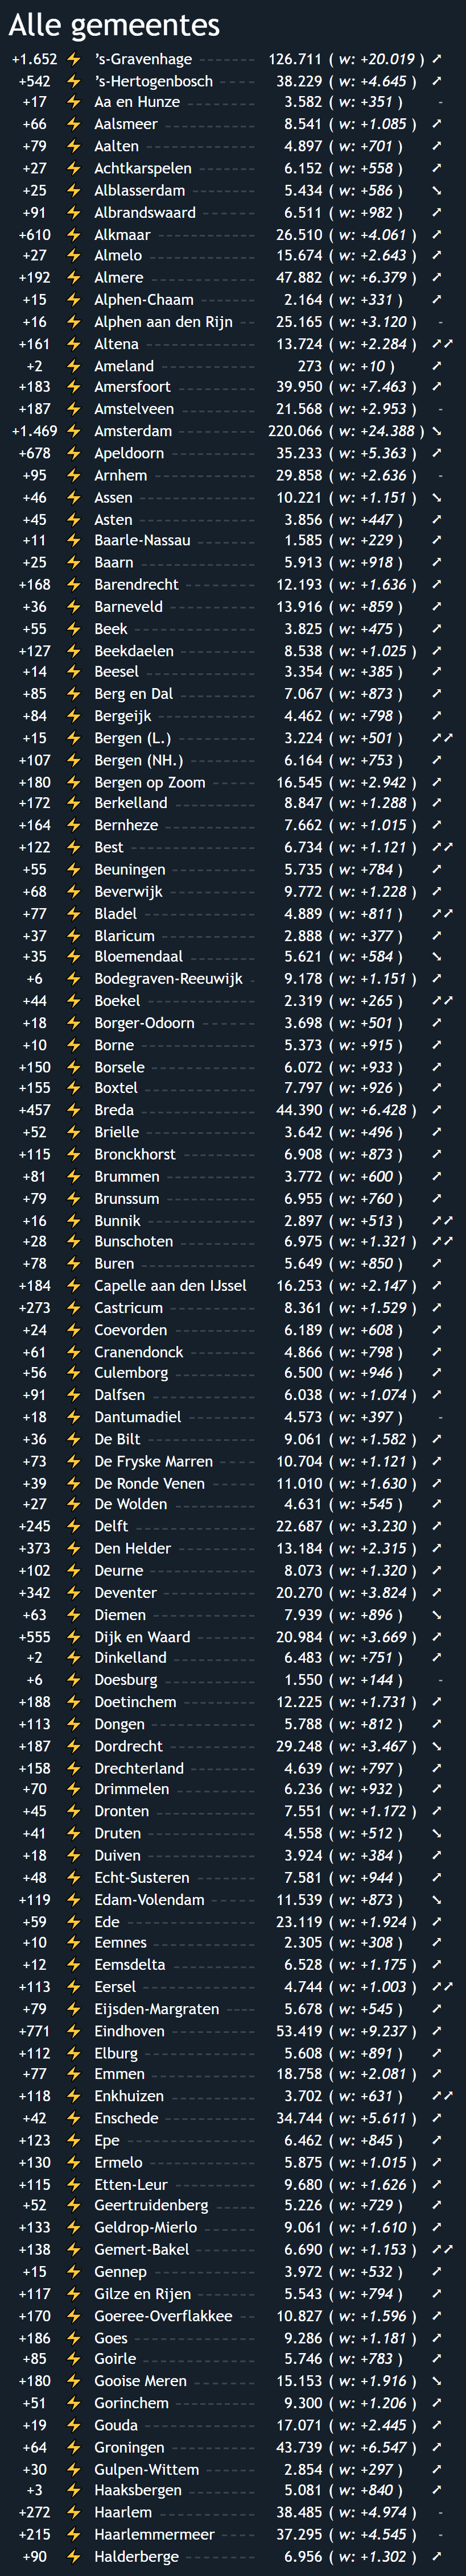 Alle gemeentes
+1.652 ⚡ ’s-Gravenhage 126.711 ( w: +20.019 ) ↗
+542 ⚡ ’s-Hertogenbosch 38.229 ( w: +4.645 ) ↗
+17 ⚡ Aa en Hunze 3.582 ( w: +351 ) -
+66 ⚡ Aalsmeer 8.541 ( w: +1.085 ) ↗
+79 ⚡ Aalten 4.897 ( w: +701 ) ↗
+27 ⚡ Achtkarspelen 6.152 ( w: +558 ) ↗
+25 ⚡ Alblasserdam 5.434 ( w: +586 ) ↘
+91 ⚡ Albrandswaard 6.511 ( w: +982 ) ↗
+610 ⚡ Alkmaar 26.510 ( w: +4.061 ) ↗
+27 ⚡ Almelo 15.674 ( w: +2.643 ) ↗
+192 ⚡ Almere 47.882 ( w: +6.379 ) ↗
+15 ⚡ Alphen-Chaam 2.164 ( w: +331 ) ↗
+16 ⚡ Alphen aan den Rijn 25.165 ( w: +3.120 ) -
+161 ⚡ Altena 13.724 ( w: +2.284 ) ↗↗
+2 ⚡ Ameland 273 ( w: +10 ) ↗
+183 ⚡ Amersfoort 39.950 ( w: +7.463 ) ↗
+187 ⚡ Amstelveen 21.568 ( w: +2.953 ) -
+1.469 ⚡ Amsterdam 220.066 ( w: +24.388 ) ↘
+678 ⚡ Apeldoorn 35.233 ( w: +5.363 ) ↗
+95 ⚡ Arnhem 29.858 ( w: +2.636 ) -
+46 ⚡ Assen 10.221 ( w: +1.151 ) ↘
+45 ⚡ Asten 3.856 ( w: +447 ) ↗
+11 ⚡ Baarle-Nassau 1.585 ( w: +229 ) ↗
+25 ⚡ Baarn 5.913 ( w: +918 ) ↗
+168 ⚡ Barendrecht 12.193 ( w: +1.636 ) ↗
+36 ⚡ Barneveld 13.916 ( w: +859 ) ↗
+55 ⚡ Beek 3.825 ( w: +475 ) ↗
+127 ⚡ Beekdaelen 8.538 ( w: +1.025 ) ↗
+14 ⚡ Beesel 3.354 ( w: +385 ) ↗
+85 ⚡ Berg en Dal 7.067 ( w: +873 ) ↗
+84 ⚡ Bergeijk 4.462 ( w: +798 ) ↗
+15 ⚡ Bergen (L.) 3.224 ( w: +501 ) ↗↗
+107 ⚡ Bergen (NH.) 6.164 ( w: +753 ) ↗
+180 ⚡ Bergen op Zoom 16.545 ( w: +2.942 ) ↗
+172 ⚡ Berkelland 8.847 ( w: +1.288 ) ↗
+164 ⚡ Bernheze 7.662 ( w: +1.015 ) ↗
+122 ⚡ Best 6.734 ( w: +1.121 ) ↗↗
+55 ⚡ Beuningen 5.735 ( w: +784 ) ↗
+68 ⚡ Beverwijk 9.772 ( w: +1.228 ) ↗
+77 ⚡ Bladel 4.889 ( w: +811 ) ↗↗
+37 ⚡ Blaricum 2.888 ( w: +377 ) ↗
+35 ⚡ Bloemendaal 5.621 ( w: +584 ) ↘
+6 ⚡ Bodegraven-Reeuwijk 9.178 ( w: +1.151 ) ↗
+44 ⚡ Boekel 2.319 ( w: +265 ) ↗↗
+18 ⚡ Borger-Odoorn 3.698 ( w: +501 ) ↗
+10 ⚡ Borne 5.373 ( w: +915 ) ↗
+150 ⚡ Borsele 6.072 ( w: +933 ) ↗
+155 ⚡ Boxtel 7.797 ( w: +926 ) ↗
+457 ⚡ Breda 44.390 ( w: +6.428 ) ↗
+52 ⚡ Brielle 3.642 ( w: +496 ) ↗
+115 ⚡ Bronckhorst 6.908 ( w: +873 ) ↗
+81 ⚡ Brummen 3.772 ( w: +600 ) ↗
+79 ⚡ Brunssum 6.955 ( w: +760 ) ↗
+16 ⚡ Bunnik 2.897 ( w: +513 ) ↗↗
+28 ⚡ Bunschoten 6.975 ( w: +1.321 ) ↗↗
+78 ⚡ Buren 5.649 ( w: +850 ) ↗
+184 ⚡ Capelle aan den IJssel 16.253 ( w: +2.147 ) ↗
+273 ⚡ Castricum 8.361 ( w: +1.529 ) ↗
+24 ⚡ Coevorden 6.189 ( w: +608 ) ↗
+61 ⚡ Cranendonck 4.866 ( w: +798 ) ↗
+56 ⚡ Culemborg 6.500 ( w: +946 ) ↗
+91 ⚡ Dalfsen 6.038 ( w: +1.074 ) ↗
+18 ⚡ Dantumadiel 4.573 ( w: +397 ) -
+36 ⚡ De Bilt 9.061 ( w: +1.582 ) ↗
+73 ⚡ De Fryske Marren 10.704 ( w: +1.121 ) ↗
+39 ⚡ De Ronde Venen 11.010 ( w: +1.630 ) ↗
+27 ⚡ De Wolden 4.631 ( w: +545 ) ↗
+245 ⚡ Delft 22.687 ( w: +3.230 ) ↗
+373 ⚡ Den Helder 13.184 ( w: +2.315 ) ↗
+102 ⚡ Deurne 8.073 ( w: +1.320 ) ↗
+342 ⚡ Deventer 20.270 ( w: +3.824 ) ↗
+63 ⚡ Diemen 7.939 ( w: +896 ) ↘
+555 ⚡ Dijk en Waard 20.984 ( w: +3.669 ) ↗
+2 ⚡ Dinkelland 6.483 ( w: +751 ) ↗
+6 ⚡ Doesburg 1.550 ( w: +144 ) -
+188 ⚡ Doetinchem 12.225 ( w: +1.731 ) ↗
+113 ⚡ Dongen 5.788 ( w: +812 ) ↗
+187 ⚡ Dordrecht 29.248 ( w: +3.467 ) ↘
+158 ⚡ Drechterland 4.639 ( w: +797 ) ↗
+70 ⚡ Drimmelen 6.236 ( w: +932 ) ↗
+45 ⚡ Dronten 7.551 ( w: +1.172 ) ↗
+41 ⚡ Druten 4.558 ( w: +512 ) ↘
+18 ⚡ Duiven 3.924 ( w: +384 ) ↗
+48 ⚡ Echt-Susteren 7.581 ( w: +944 ) ↗
+119 ⚡ Edam-Volendam 11.539 ( w: +873 ) ↘
+59 ⚡ Ede 23.119 ( w: +1.924 ) ↗
+10 ⚡ Eemnes 2.305 ( w: +308 ) ↗
+12 ⚡ Eemsdelta 6.528 ( w: +1.175 ) ↗
+113 ⚡ Eersel 4.744 ( w: +1.003 ) ↗↗
+79 ⚡ Eijsden-Margraten 5.678 ( w: +545 ) ↗
+771 ⚡ Eindhoven 53.419 ( w: +9.237 ) ↗
+112 ⚡ Elburg 5.608 ( w: +891 ) ↗
+77 ⚡ Emmen 18.758 ( w: +2.081 ) ↗
+118 ⚡ Enkhuizen 3.702 ( w: +631 ) ↗↗
+42 ⚡ Enschede 34.744 ( w: +5.611 ) ↗
+123 ⚡ Epe 6.462 ( w: +845 ) ↗
+130 ⚡ Ermelo 5.875 ( w: +1.015 ) ↗
+115 ⚡ Etten-Leur 9.680 ( w: +1.626 ) ↗
+52 ⚡ Geertruidenberg 5.226 ( w: +729 ) ↗
+133 ⚡ Geldrop-Mierlo 9.061 ( w: +1.610 ) ↗
+138 ⚡ Gemert-Bakel 6.690 ( w: +1.153 ) ↗↗
+15 ⚡ Gennep 3.972 ( w: +532 ) ↗
+117 ⚡ Gilze en Rijen 5.543 ( w: +794 ) ↗
+170 ⚡ Goeree-Overflakkee 10.827 ( w: +1.596 ) ↗
+186 ⚡ Goes 9.286 ( w: +1.181 ) ↗
+85 ⚡ Goirle 5.746 ( w: +783 ) ↗
+180 ⚡ Gooise Meren 15.153 ( w: +1.916 ) ↘
+51 ⚡ Gorinchem 9.300 ( w: +1.206 ) ↗
+19 ⚡ Gouda 17.071 ( w: +2.445 ) ↗
+64 ⚡ Groningen 43.739 ( w: +6.547 ) ↗
+30 ⚡ Gulpen-Wittem 2.854 ( w: +297 ) ↗
+3 ⚡ Haaksbergen 5.081 ( w: +840 ) ↗
+272 ⚡ Haarlem 38.485 ( w: +4.974 ) -
+215 ⚡ Haarlemmermeer 37.295 ( w: +4.545 ) -
+90 ⚡ Halderberge 6.956 ( w: +1.302 ) ↗